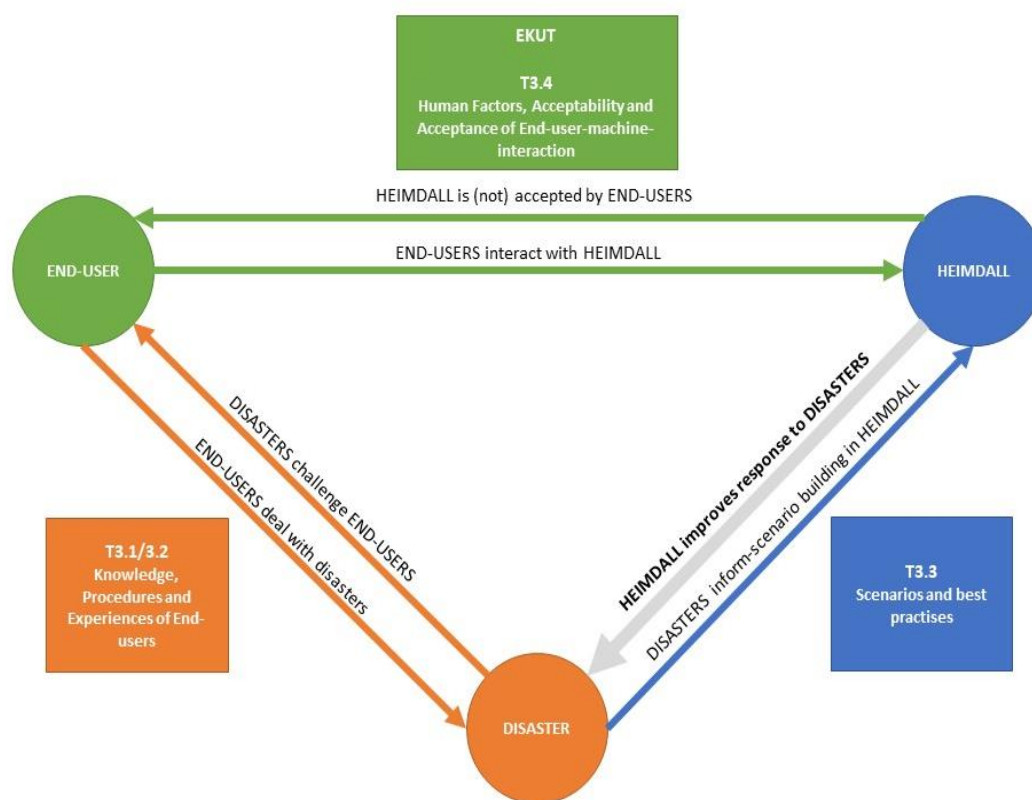 EKUT
T3.4
Human Factors, Acceptability and
Acceptance of End-user-machine-
interaction
HEIMDALL is (not) accepted by END-USERS
END-USERS interact with HEIMDALL
END-USER
HEIMDALL
DISASTERS challenge END-USERS
END-USERS deal with disasters
HEIMDALL improves response to DISASTERS
DISASTERS inform-scenario building in HEIMDALL
T3.1/3.2
Knowledge,
Procedures and
Experiences of End-
users
T3.3
Scenarios and best
practises
DISASTER